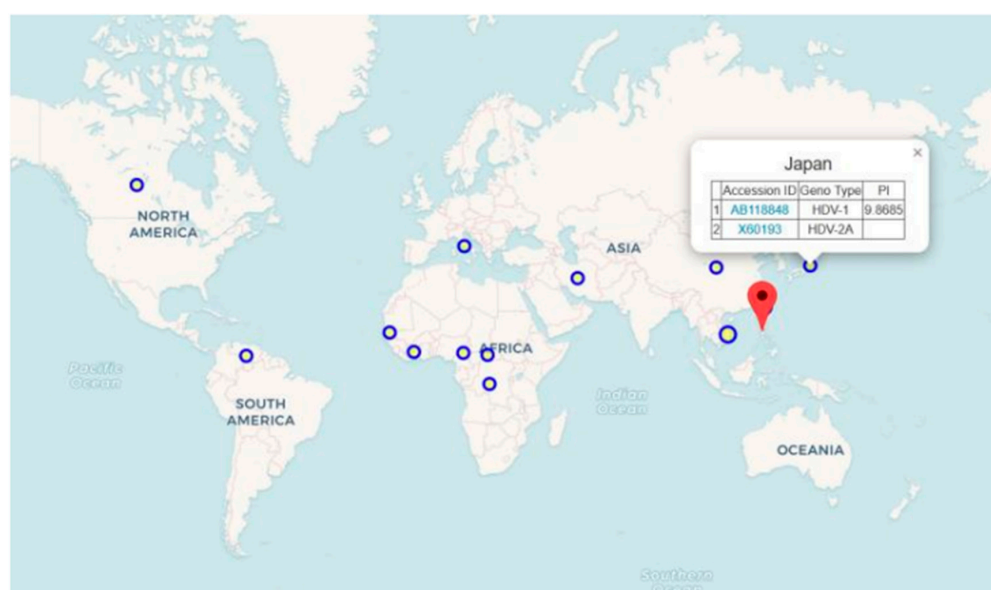 ×
Japan
Accession ID Geno Type PI
1 AB118848 HDV-1 9.8685
2 X60193 HDV-2A
NORTH
AMERICA
ASIA
AFRICA
Pacific
Ocean
Indian
Ocean
SOUTH
AMERICA
OCEANIA
Southern
Ocean